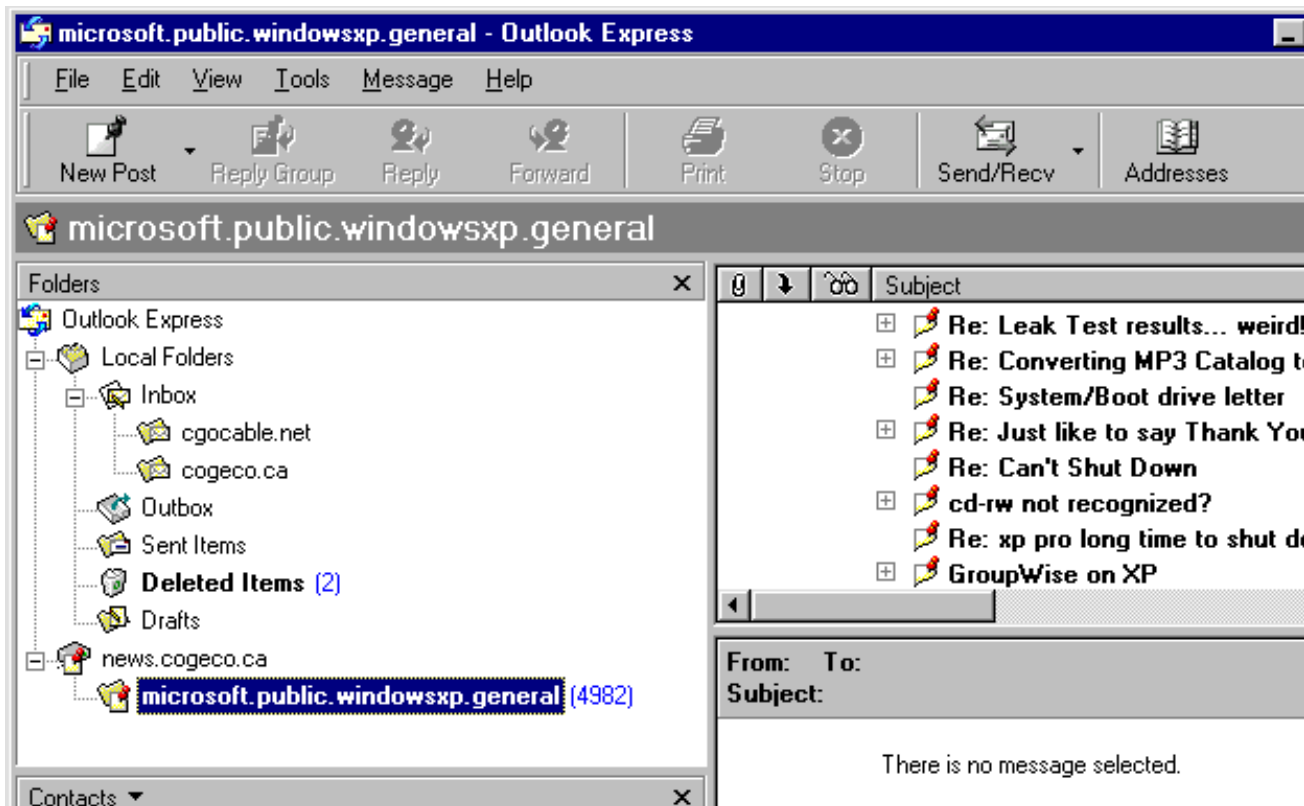 microsoft.public.windowsxp.general - Outlook Express
File Edit View Tools Message Help
New Post Reply Group Reply Forward Print Stop Send/Recv Addresses
microsoft.public.windowsxp.general
Folders
Outlook Express
Local Folders
Inbox
cgocable.net
cogeco.ca
Outbox
Sent Items
Deleted Items (2)
Drafts
news.cogeco.ca
microsoft.public.windowsxp.general (4982)
Contacts
Subject
Re: Leak Test results... weird!
Re: Converting MP3 Catalog
Re: System/Boot drive letter
Re: Just like to say Thank
Re: Can't Shut Down
cd-rw not recognized?
Re: xp pro long time to shut
GroupWise on XP
From: To:
Subject:
There is no message selected.